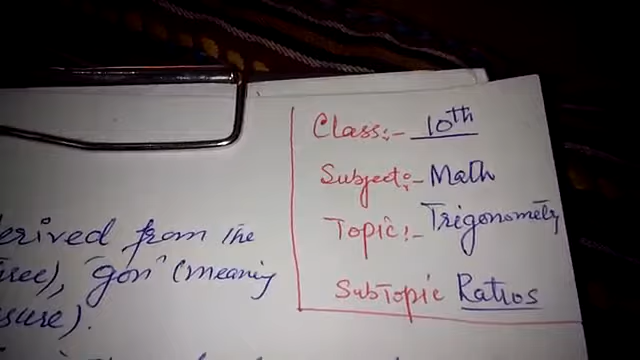 Class:- 10th
Subject:- Math
Topic:- Trigonometry
SubTopic Ratios
erived from the
ree), "gon" (meaning
sure).